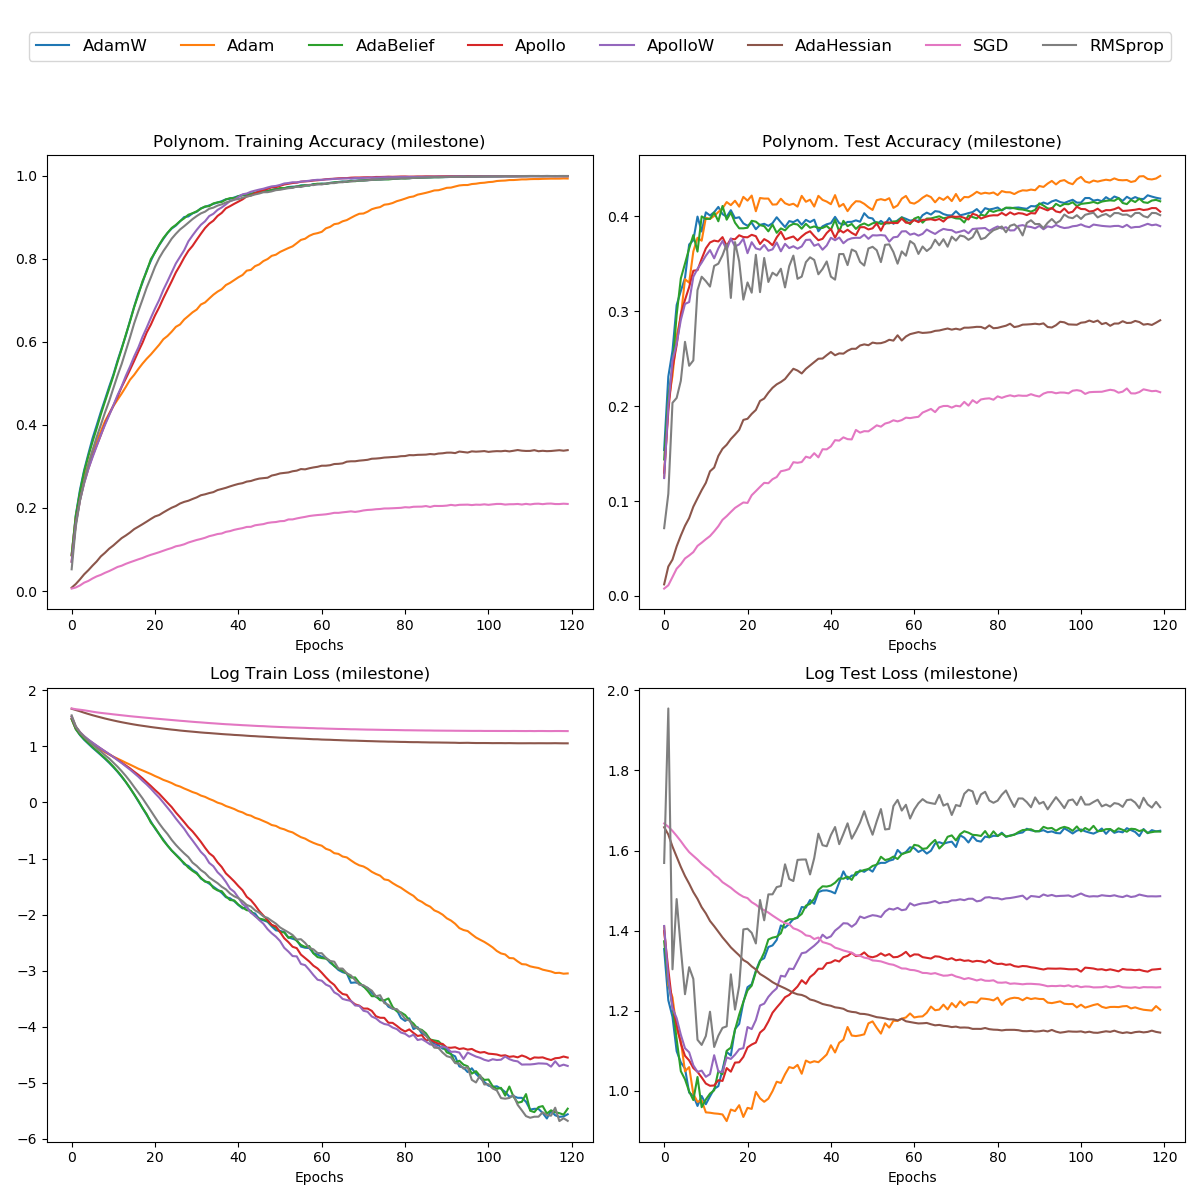 AdamW Adam AdaBelief Apollo ApolloW AdaHessian SGD RMSprop
Polynom. Training Accuracy (milestone)
1.0
0.8
0.6
0.4
0.2
0.0
0 20 40 60 80 100 120
Epochs
Polynom. Test Accuracy (milestone)
0.4
0.3
0.2
0.1
0.0
0 20 40 60 80 100 120
Epochs
Log Train Loss (milestone)
2
1
0
−1
−2
−3
−4
−5
−6
0 20 40 60 80 100 120
Epochs
Log Test Loss (milestone)
2.0
1.8
1.6
1.4
1.2
1.0
0 20 40 60 80 100 120
Epochs